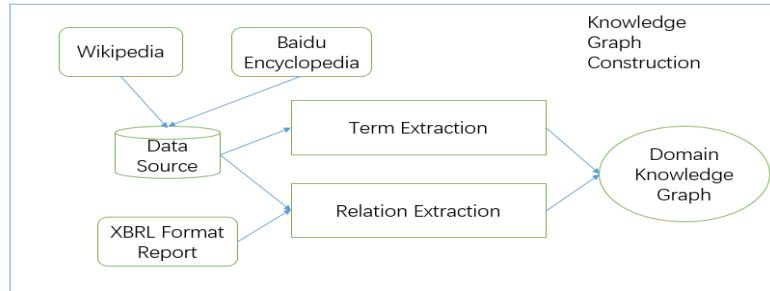 Wikipedia
Baidu
Encyclopedia
Knowledge
Graph
Construction
Data
Source
Term Extraction
Domain
Knowledge
Graph
Relation Extraction
XBRL Format
Report